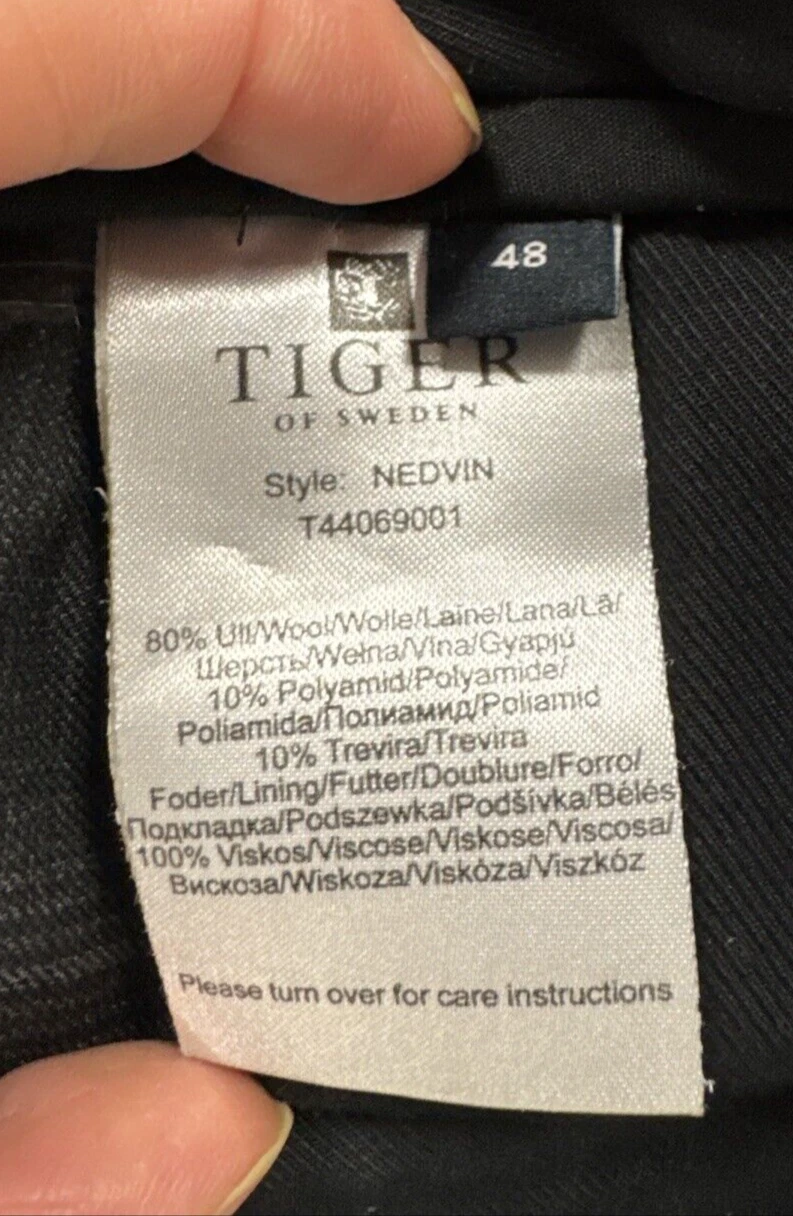 48
TIGER
OF SWEDEN
Style: NEDVIN
T44069001
80% Ull/Wool/Wolle/Laine/Lana/Lã/
Шерсть/Wełna/Vlna/Gyapjú
10% Polyamid/Polyamide/
Poliamida/Полиамид/Poliamid
10% Trevira/Trevira
Foder/Lining/Futter/Doublure/Forro/
Подкладка/Podszewka/Podšívka/Bélés
100% Viskos/Viscose/Viskose/Viscosa/
Вискоза/Wiskoza/Viskóza/Viszkóz
Please turn over for care instructions